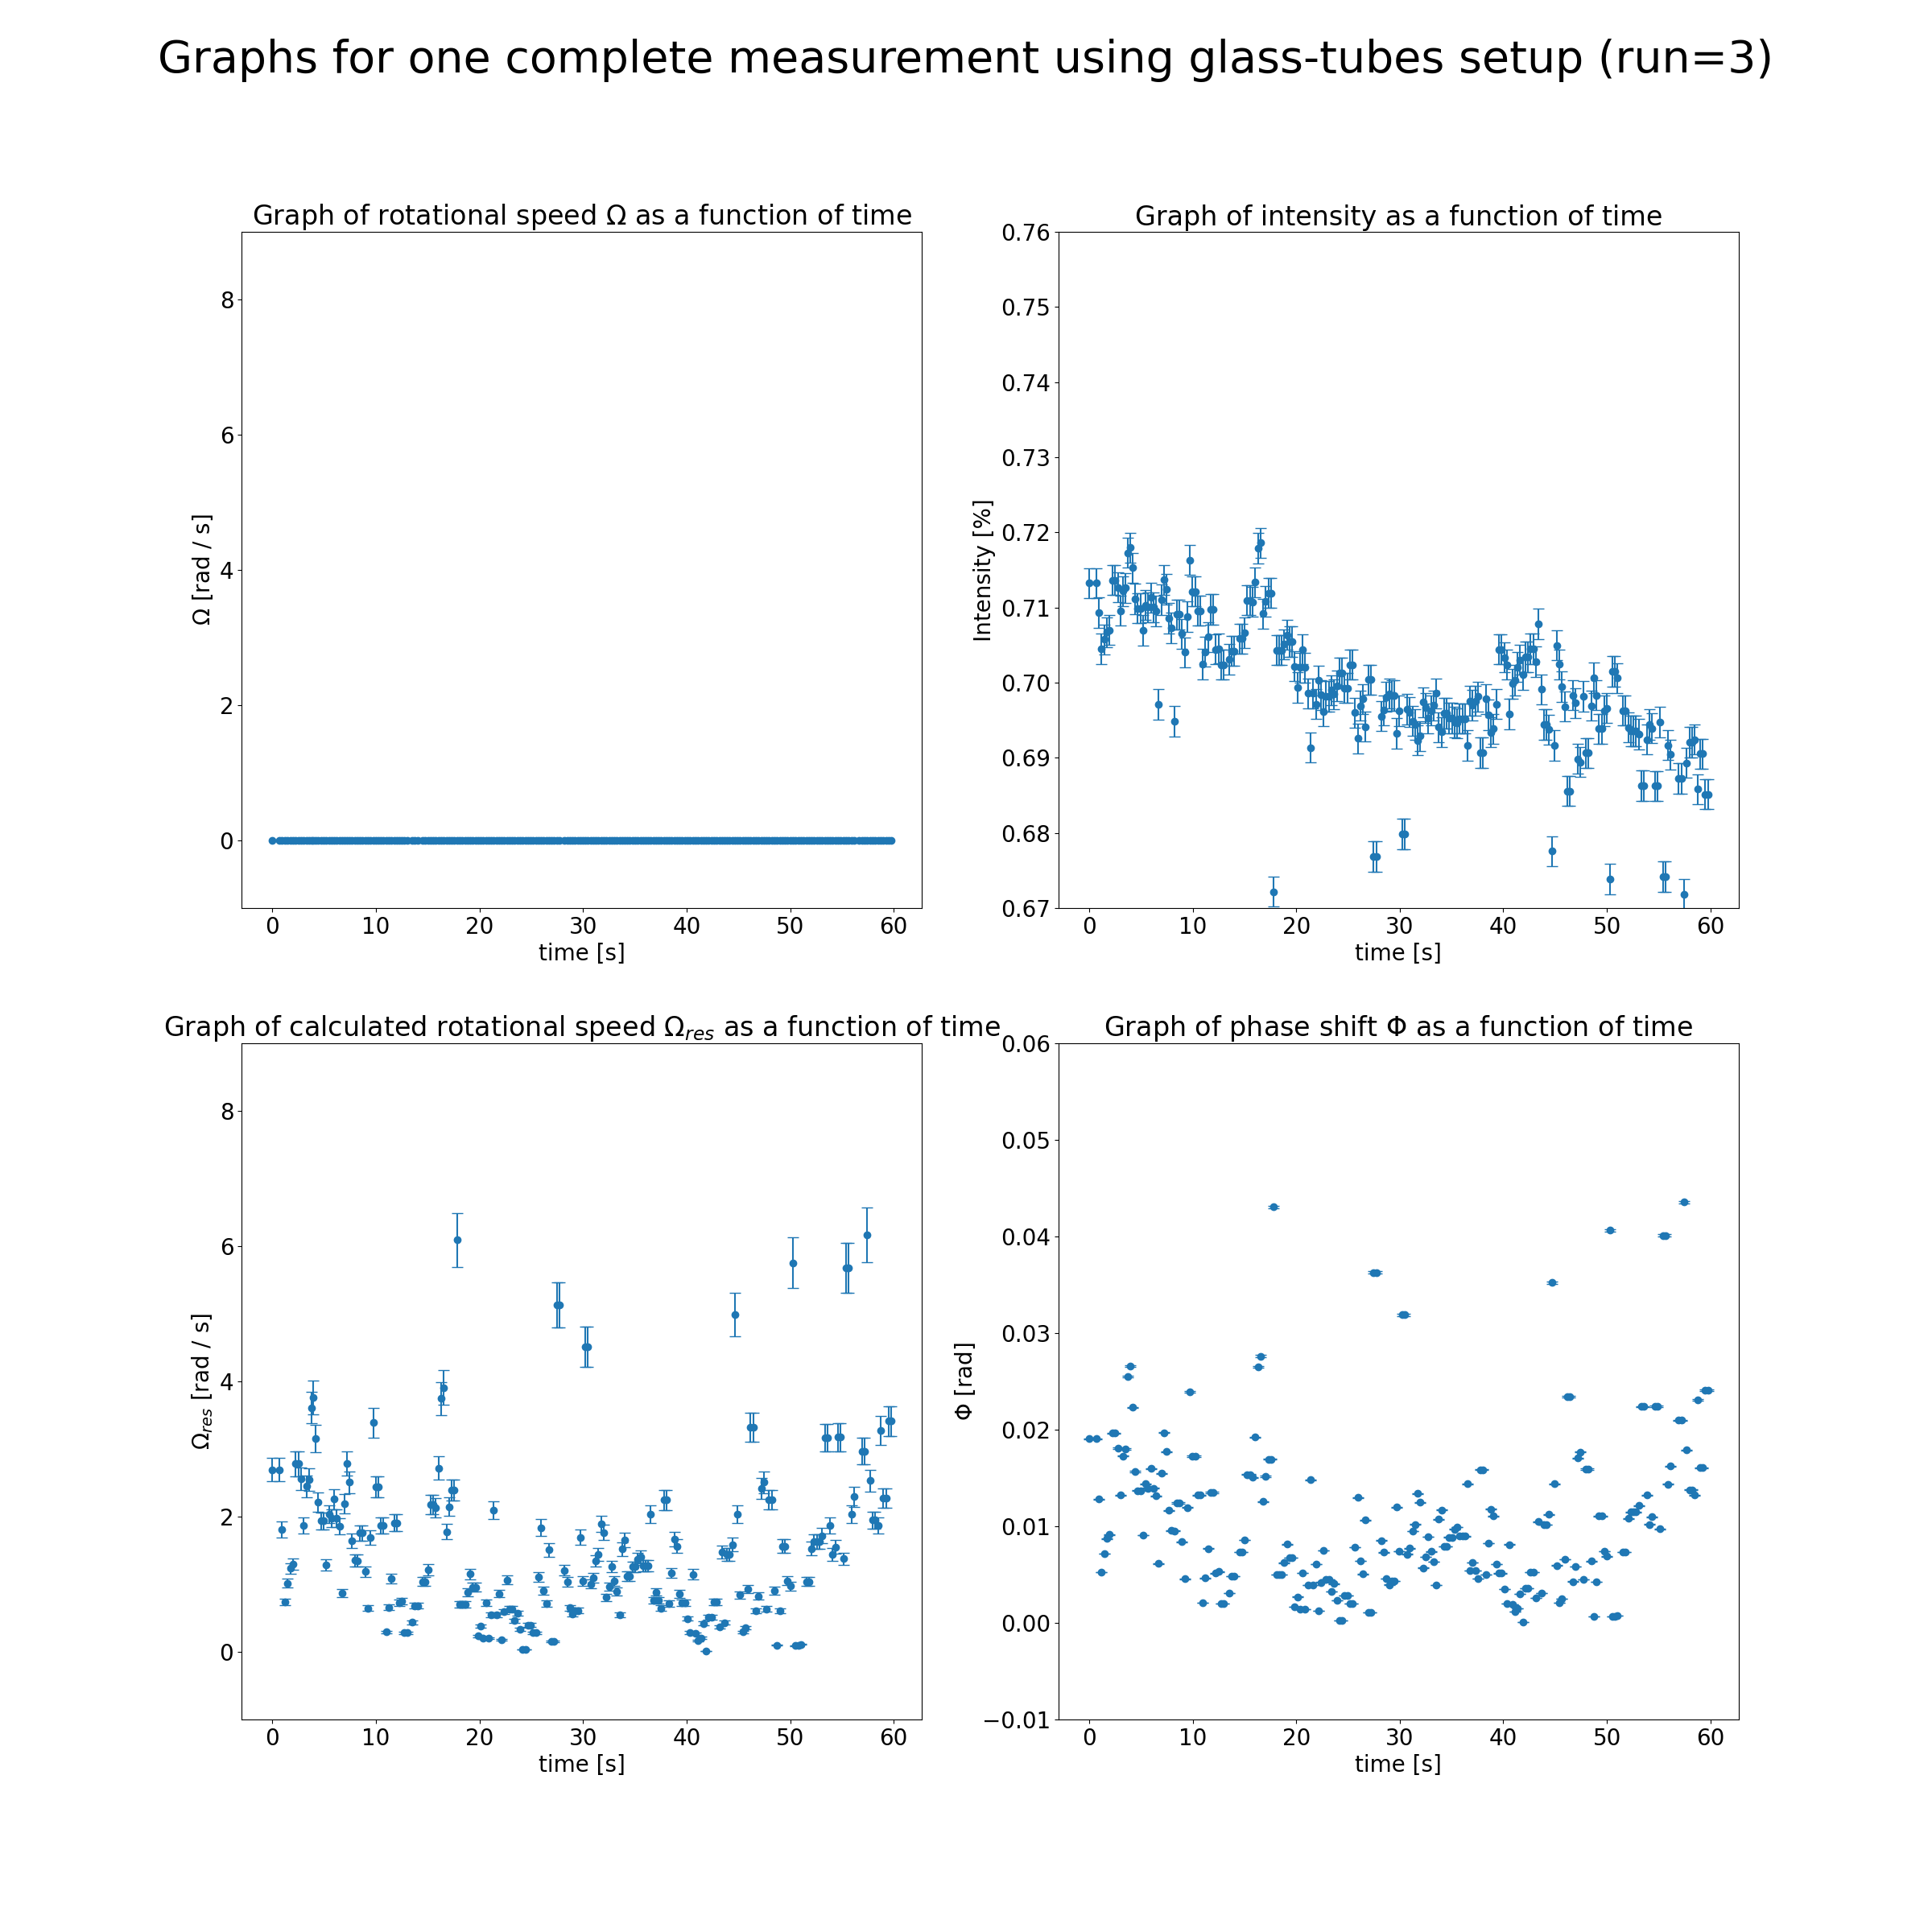 Graphs for one complete measurement using glass-tubes setup (run=3)
Graph of rotational speed Ω as a function of time
Ω [rad / s]
8
6
4
2
0
0 10 20 30 40 50 60
time [s]
Graph of intensity as a function of time
Intensity [%]
0.76
0.75
0.74
0.73
0.72
0.71
0.70
0.69
0.68
0.67
0 10 20 30 40 50 60
time [s]
Graph of calculated rotational speed Ω_res as a function of time
Ω_res [rad / s]
8
6
4
2
0
0 10 20 30 40 50 60
time [s]
Graph of phase shift Φ as a function of time
Φ [rad]
0.06
0.05
0.04
0.03
0.02
0.01
0.00
−0.01
0 10 20 30 40 50 60
time [s]